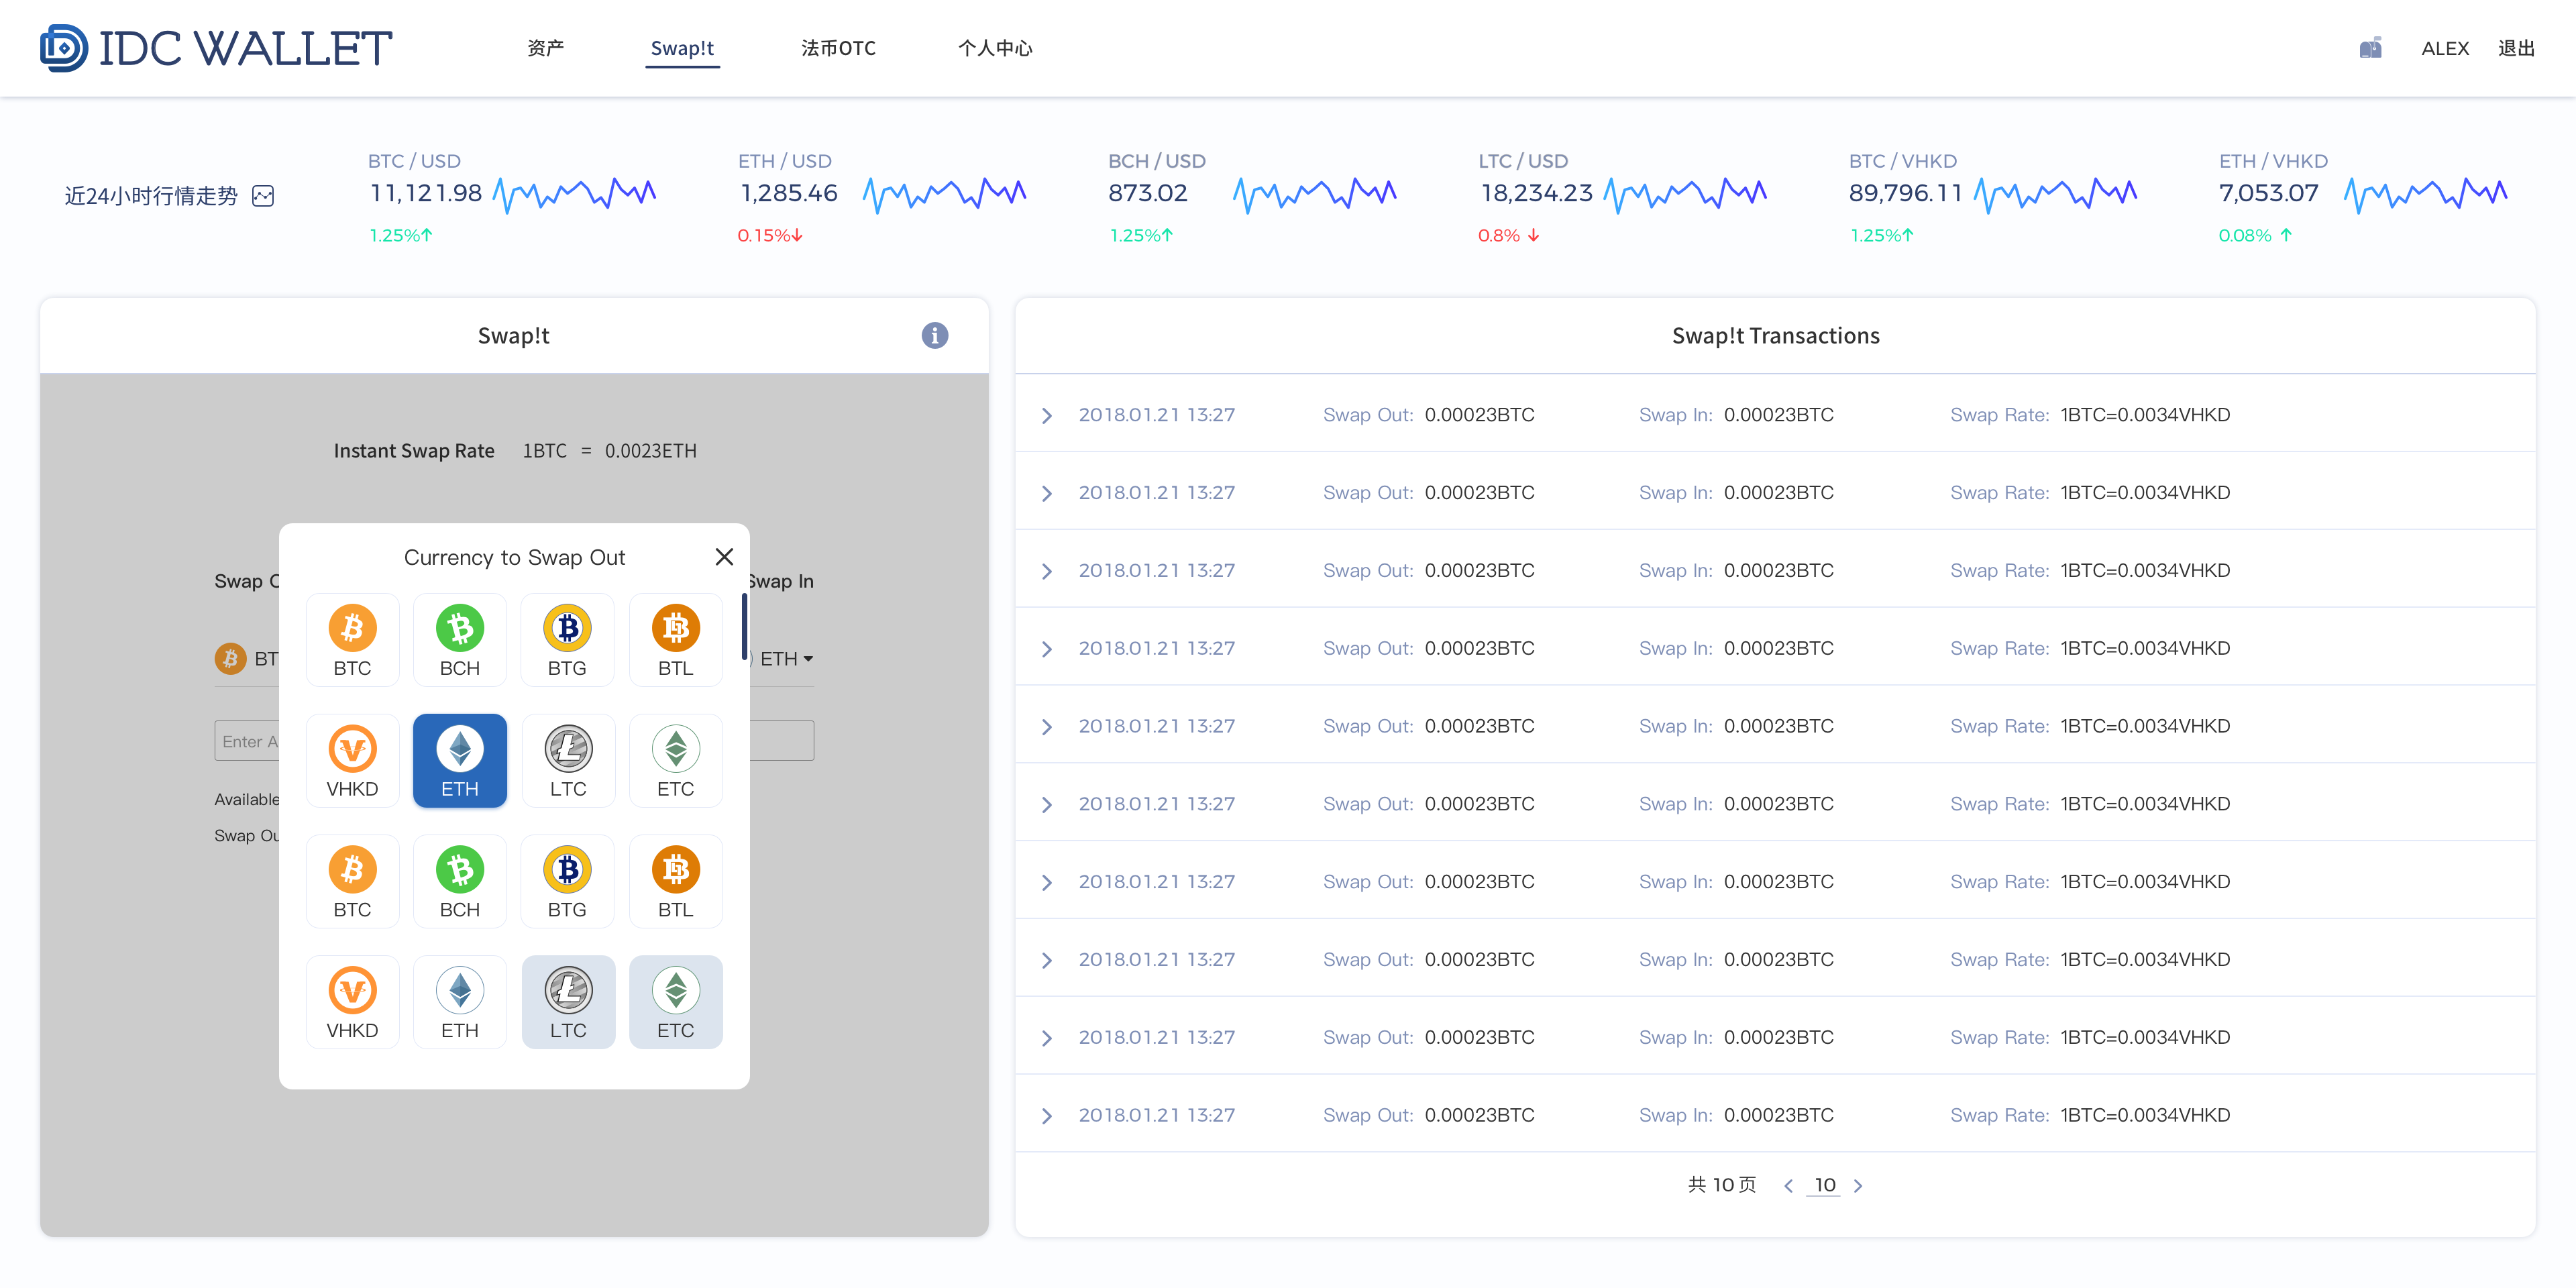 IDC WALLET
资产 Swap!t 法币OTC 个人中心 ALEX 退出
近24小时行情走势
BTC / USD
11,121.98
1.25%↑
ETH / USD
1,285.46
0.15%↓
BCH / USD
873.02
1.25%↑
LTC / USD
18,234.23
0.8% ↓
BTC / VHKD
89,796.11
1.25%↑
ETH / VHKD
7,053.07
0.08% ↑
Swap!t
Instant Swap Rate 1BTC = 0.0023ETH
Swap In
ETH
Enter
Available
Swap
Currency to Swap Out
BTC BCH BTG BTL
VHKD ETH LTC ETC
BTC BCH BTG BTL
VHKD ETH LTC ETC
Swap!t Transactions
2018.01.21 13:27 Swap Out: 0.00023BTC Swap In: 0.00023BTC Swap Rate: 1BTC=0.0034VHKD
2018.01.21 13:27 Swap Out: 0.00023BTC Swap In: 0.00023BTC Swap Rate: 1BTC=0.0034VHKD
2018.01.21 13:27 Swap Out: 0.00023BTC Swap In: 0.00023BTC Swap Rate: 1BTC=0.0034VHKD
2018.01.21 13:27 Swap Out: 0.00023BTC Swap In: 0.00023BTC Swap Rate: 1BTC=0.0034VHKD
2018.01.21 13:27 Swap Out: 0.00023BTC Swap In: 0.00023BTC Swap Rate: 1BTC=0.0034VHKD
2018.01.21 13:27 Swap Out: 0.00023BTC Swap In: 0.00023BTC Swap Rate: 1BTC=0.0034VHKD
2018.01.21 13:27 Swap Out: 0.00023BTC Swap In: 0.00023BTC Swap Rate: 1BTC=0.0034VHKD
2018.01.21 13:27 Swap Out: 0.00023BTC Swap In: 0.00023BTC Swap Rate: 1BTC=0.0034VHKD
2018.01.21 13:27 Swap Out: 0.00023BTC Swap In: 0.00023BTC Swap Rate: 1BTC=0.0034VHKD
2018.01.21 13:27 Swap Out: 0.00023BTC Swap In: 0.00023BTC Swap Rate: 1BTC=0.0034VHKD
共 10 页 < 10 >